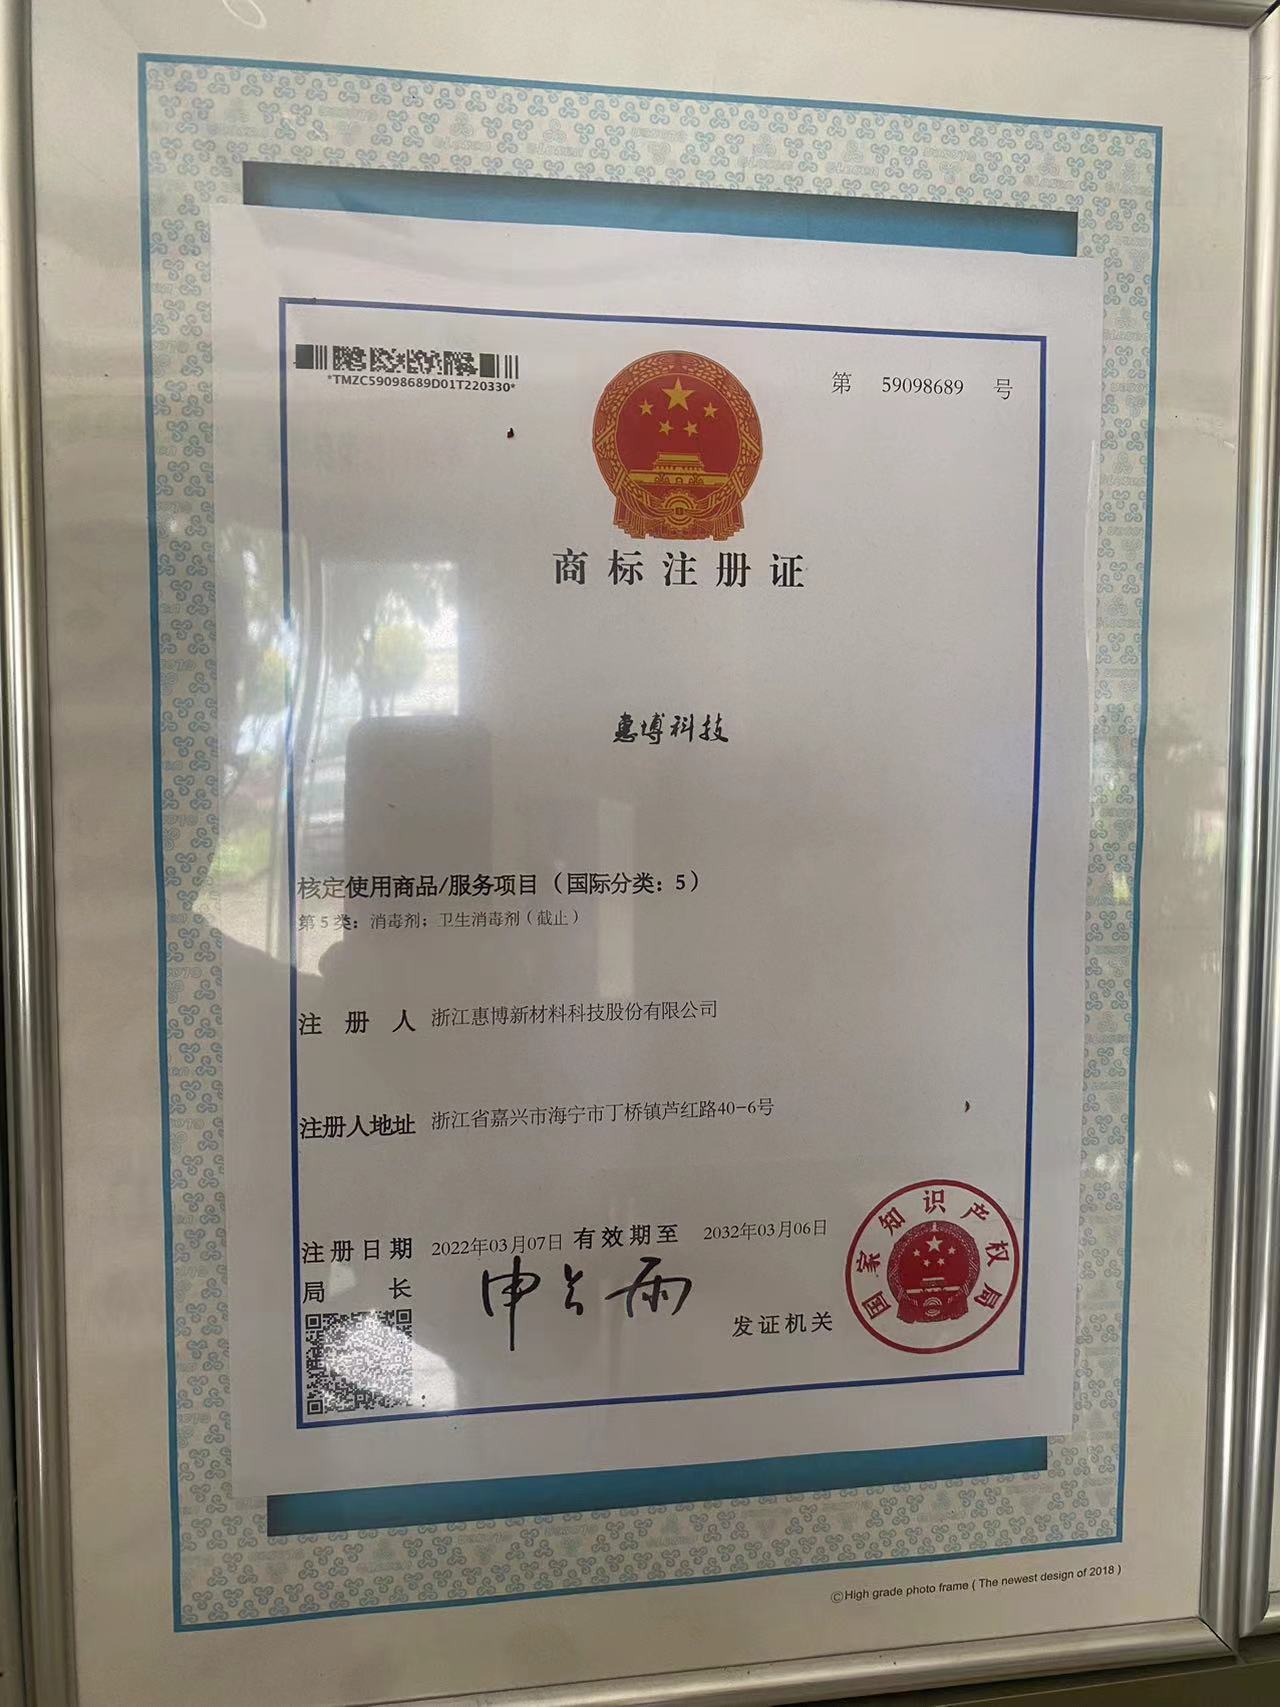 *TMZC59098689D01T220330*
第 59098689 号
商标注册证
惠博科技
核定使用商品/服务项目（国际分类：5）
第5类：消毒剂；卫生消毒剂（截止）
注册人 浙江惠博新材料科技股份有限公司
注册人地址 浙江省嘉兴市海宁市丁桥镇芦红路40-6号
注册日期 2022年03月07日 有效期至 2032年03月06日
局长 申长雨
发证机关
国家知识产权局
©High grade photo frame ( The newest design of 2018 )